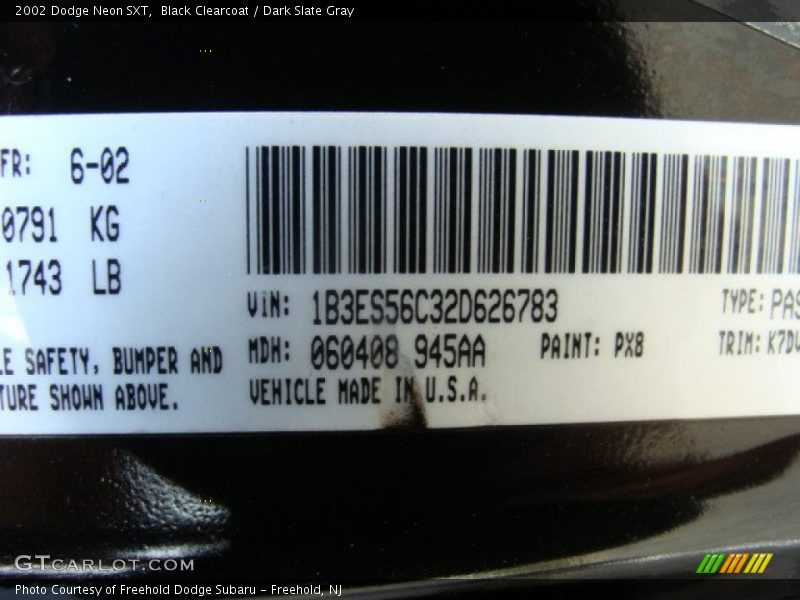 2002 Dodge Neon SXT,  Black Clearcoat / Dark Slate Gray
FR: 6-02
0791 KG
1743 LB
VIN: 1B3ES56C32D626783 TYPE: PAS
MDH: 060408 945AA PAINT: PX8 TRIM: K7DV
LE SAFETY, BUMPER AND
VEHICLE MADE IN U.S.A.
TURE SHOWN ABOVE.
GTCARLOT.COM
Photo Courtesy of Freehold Dodge Subaru - Freehold, NJ